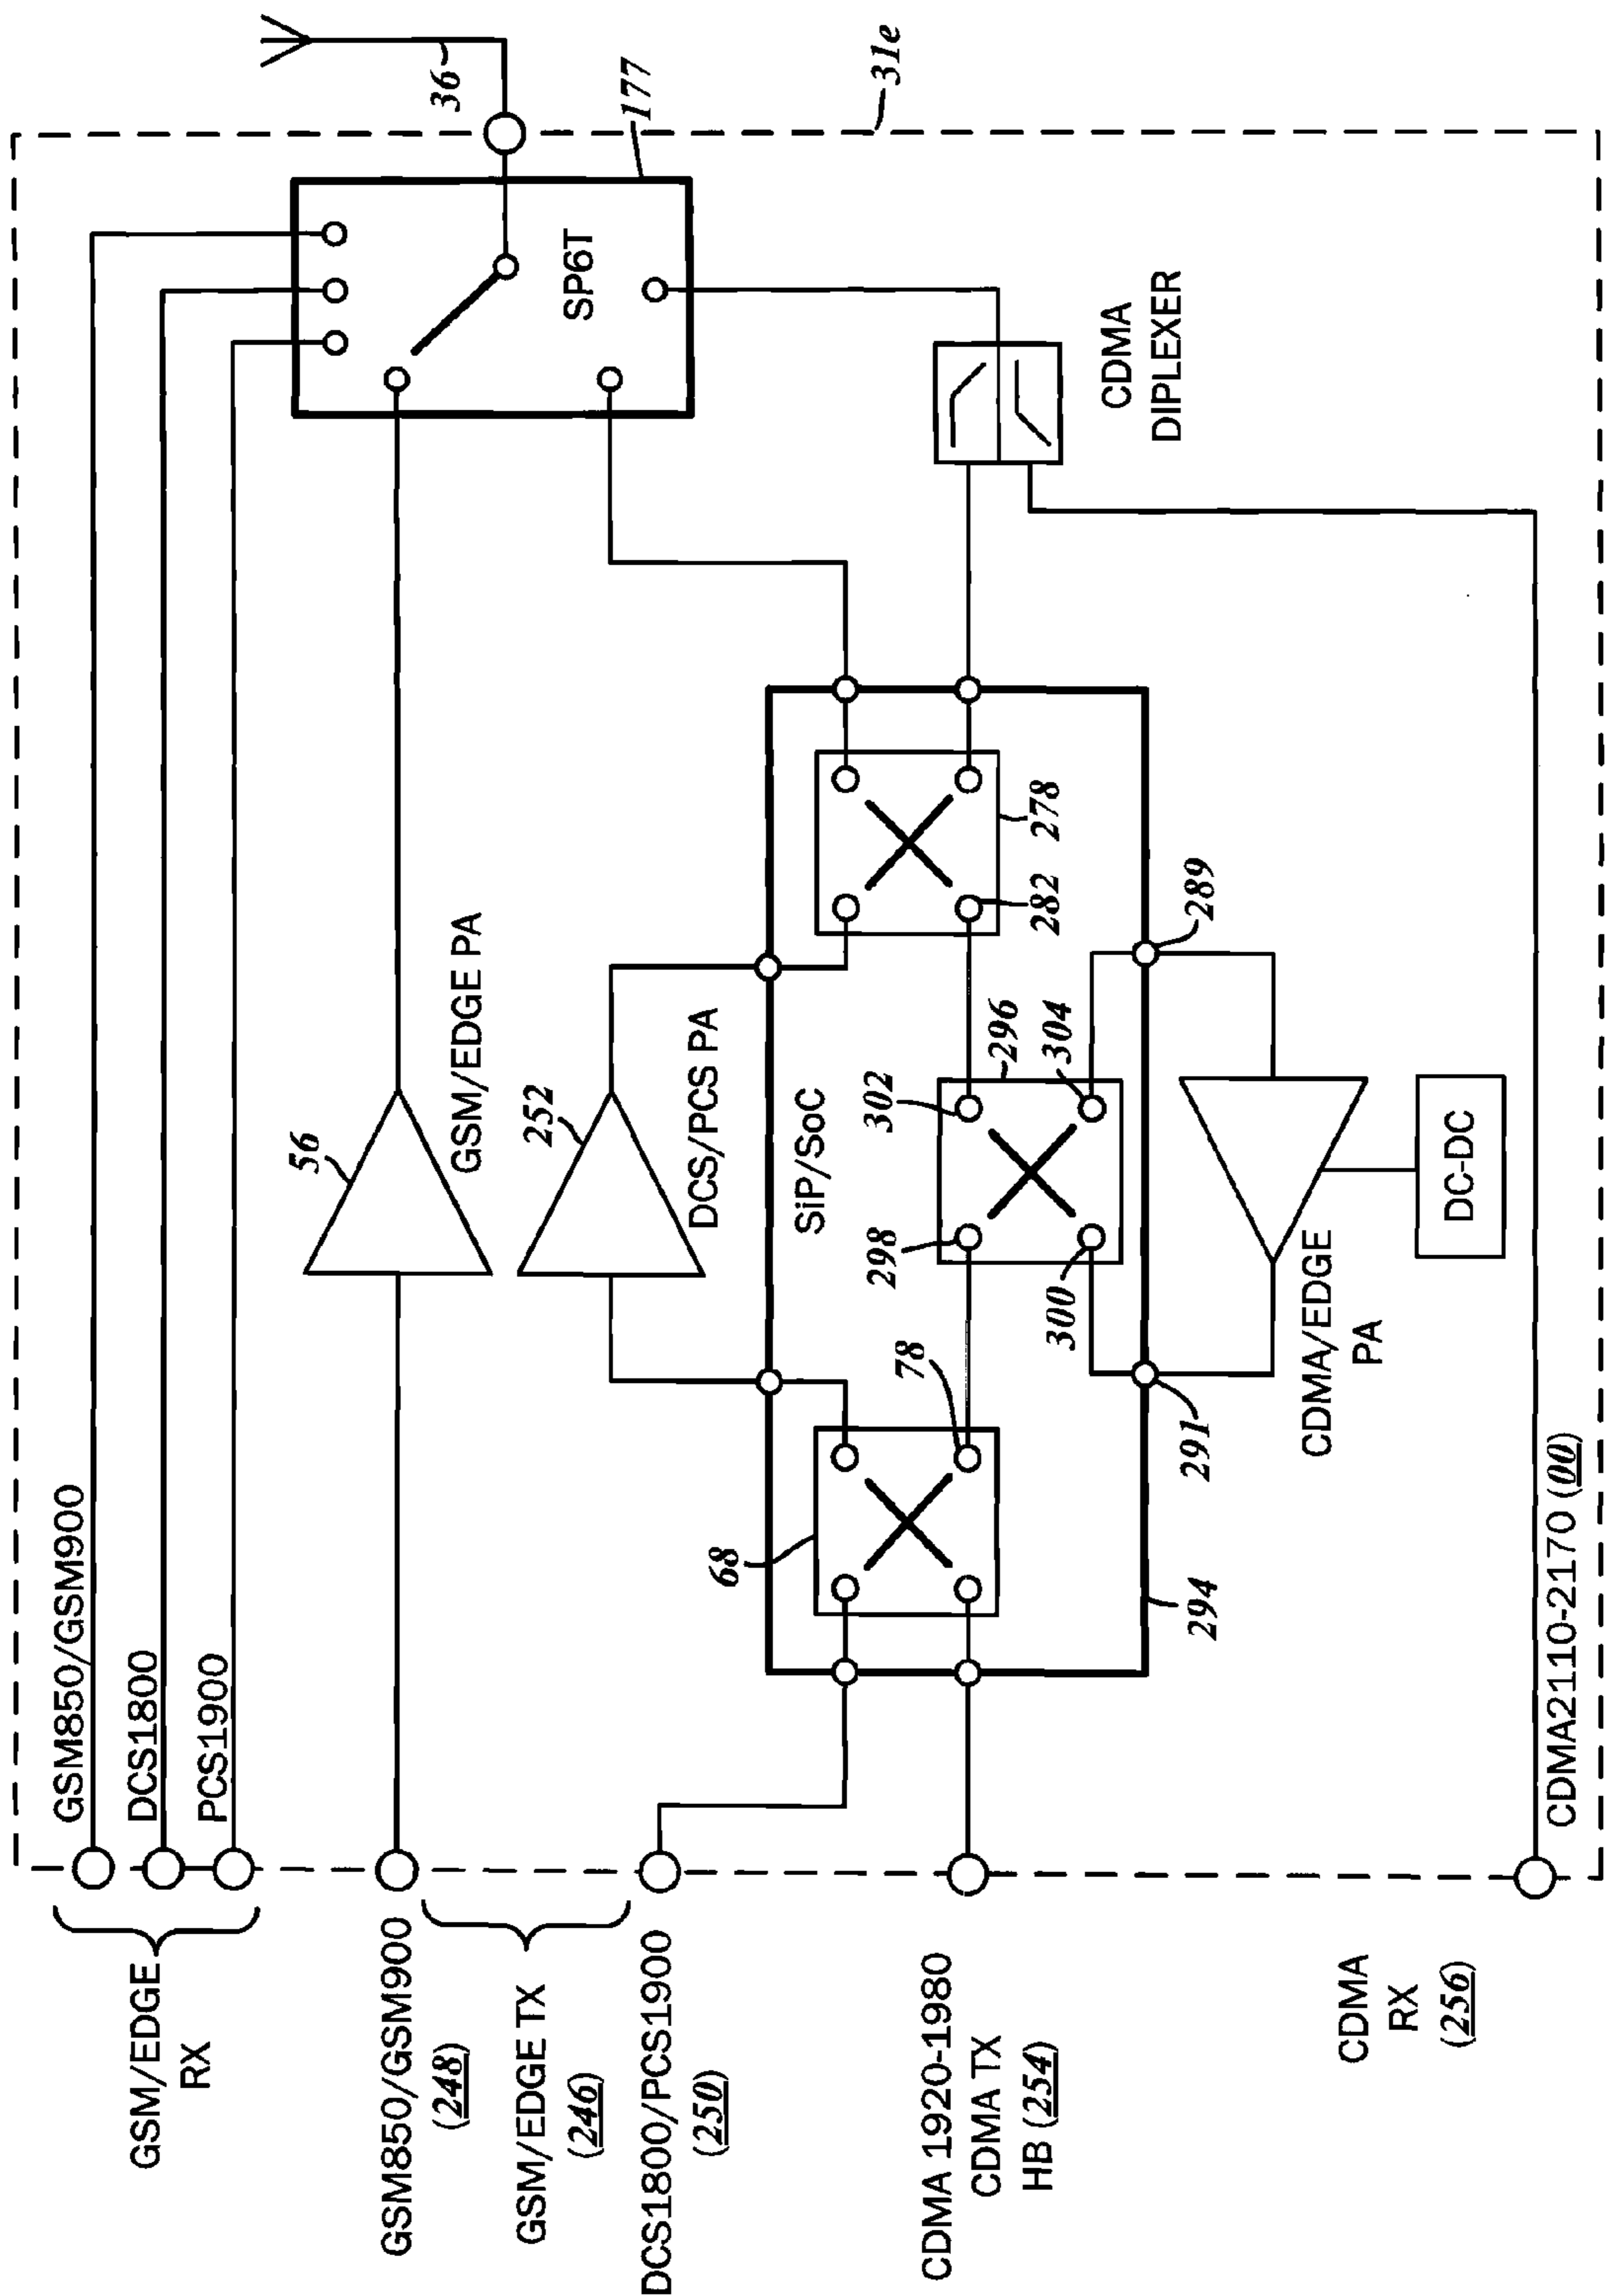 GSM/EDGE
RX
GSM850/GSM900
DCS1800
PCS1900
36
177
SP6T
31e
GSM850/GSM900
(248)
56
GSM/EDGE PA
GSM/EDGE TX
(246)
252
DCS/PCS PA
DCS1800/PCS1900
(250)
68
SiP/SoC
78
298
302
296
282
278
CDMA 1920-1980
CDMA TX
HB (254)
300
304
294
291
289
CDMA
DIPLEXER
CDMA/EDGE
PA
DC-DC
CDMA
RX
(256)
CDMA2110-2170 (00)